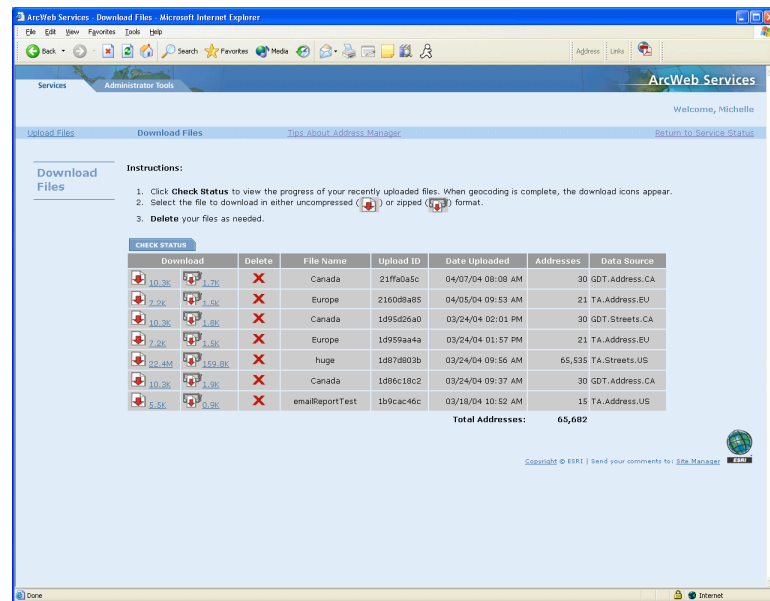 ArcWeb Services - Download Files - Microsoft Internet Explorer
File Edit View Favorites Tools Help
Back Search Favorites Media Address Links
ArcWeb Services
Services Administrator Tools
Welcome, Michelle
Upload Files Download Files Tips About Address Manager Return to Service Status
Download Files
Instructions:
1. Click Check Status to view the progress of your recently uploaded files. When geocoding is complete, the download icons appear.
2. Select the file to download in either uncompressed ( ) or zipped ( ) format.
3. Delete your files as needed.
CHECK STATUS
Download Delete File Name Upload ID Date Uploaded Addresses Data Source
10.3K 1.7K X Canada 21ffa0a5c 04/07/04 08:08 AM 30 GDT.Address.CA
7.2K 1.5K X Europe 2160d8a85 04/05/04 09:53 AM 21 TA.Address.EU
10.3K 1.8K X Canada 1d95d26a0 03/24/04 02:01 PM 30 GDT.Streets.CA
7.2K 1.5K X Europe 1d959aa4a 03/24/04 01:57 PM 21 TA.Address.EU
22.4M 159.8K X huge 1d87d803b 03/24/04 09:56 AM 65,535 TA.Streets.US
10.3K 1.9K X Canada 1d86c18c2 03/24/04 09:37 AM 30 GDT.Address.CA
5.5K 0.9K X emailReportTest 1b9cac46c 03/18/04 10:52 AM 15 TA.Address.US
Total Addresses: 65,682
Copyright © ESRI | Send your comments to: Site Manager ESRI
Done Internet